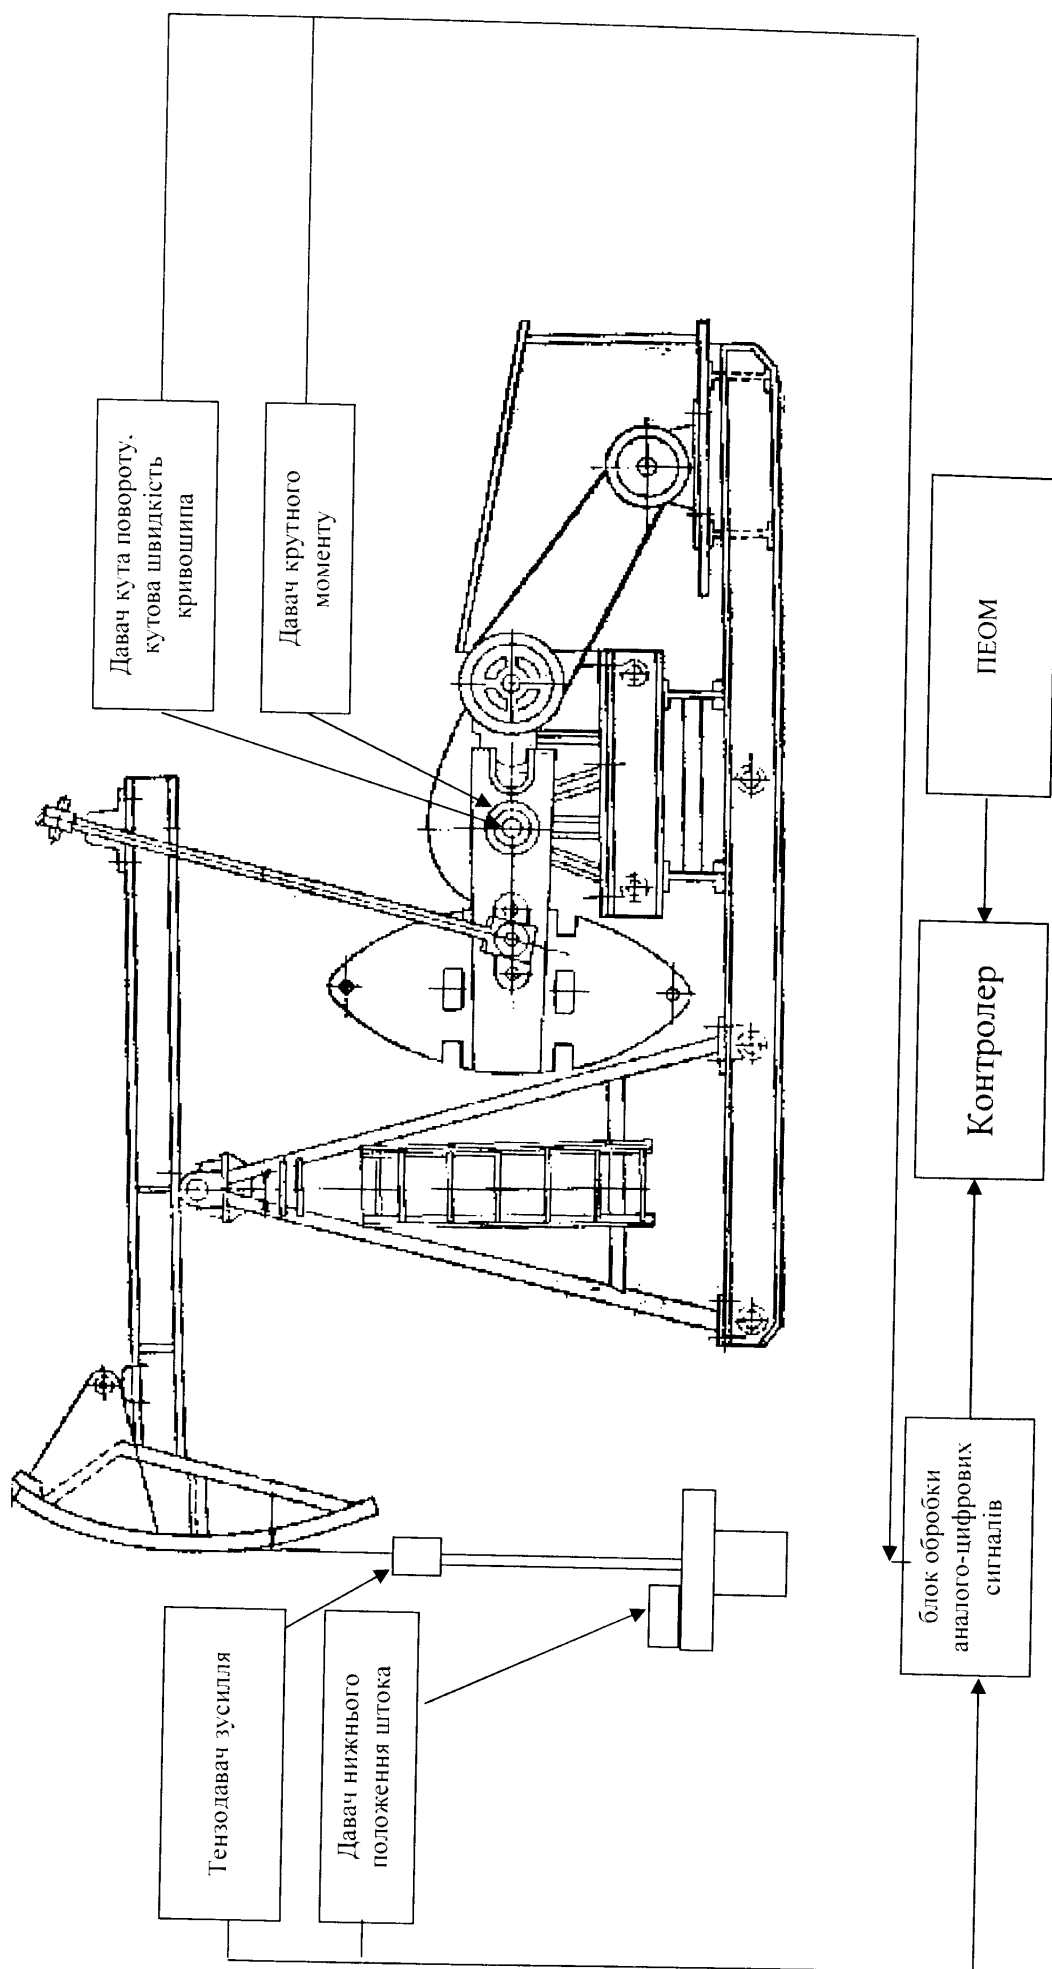 Тензодавач зусилля
Давач нижнього
положення штока
Давач кута повороту,
кутова швидкість
кривошипа
Давач крутного
моменту
блок обробки
аналого-цифрових
сигналів
Контролер
ПЕОМ